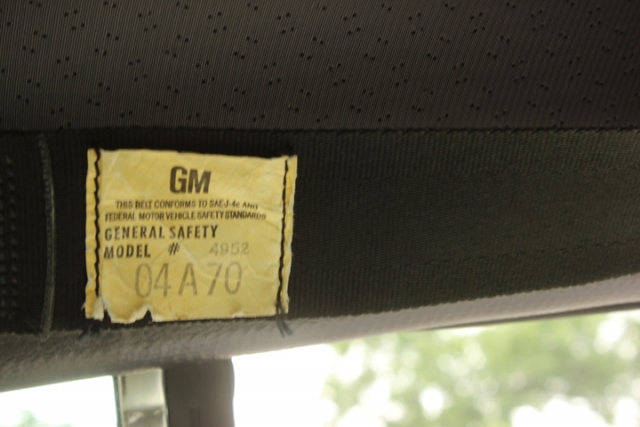 GM
THIS BELT CONFORMS TO SAE J-4c AND
FEDERAL MOTOR VEHICLE SAFETY STANDARDS
GENERAL SAFETY
MODEL # 4952
04A70